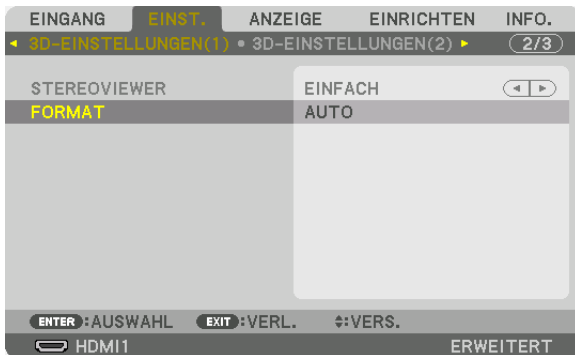 EINGANG EINST. ANZEIGE EINRICHTEN INFO.
3D-EINSTELLUNGEN(1) • 3D-EINSTELLUNGEN(2) 2/3
STEREOVIEWER EINFACH
FORMAT AUTO
ENTER :AUSWAHL EXIT :VERL. :VERS.
HDMI1 ERWEITERT